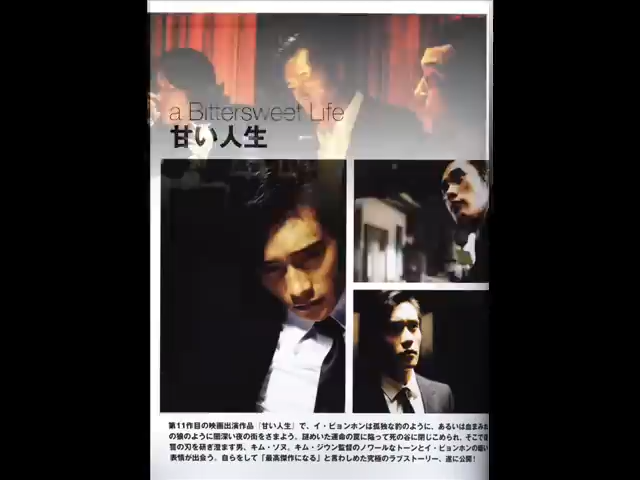 a Bittersweet Life
甘い人生
第11作目の映画出演作品「甘い人生」で、イ・ビョンホンは孤独な豹のように、あるいは血まみれ
の狼のように闇深い夜の街をさまよう。謎めいた運命の罠に陥って死の谷に閉じこめられ、そこで復
讐の刃を研ぎ澄ます男、キム・ソヌ。キム・ジウン監督のノワールなトーンとイ・ビョンホンの暗い
表情が出会う。自らをして「最高傑作になる」と言わしめた究極のラブストーリー、遂に公開!